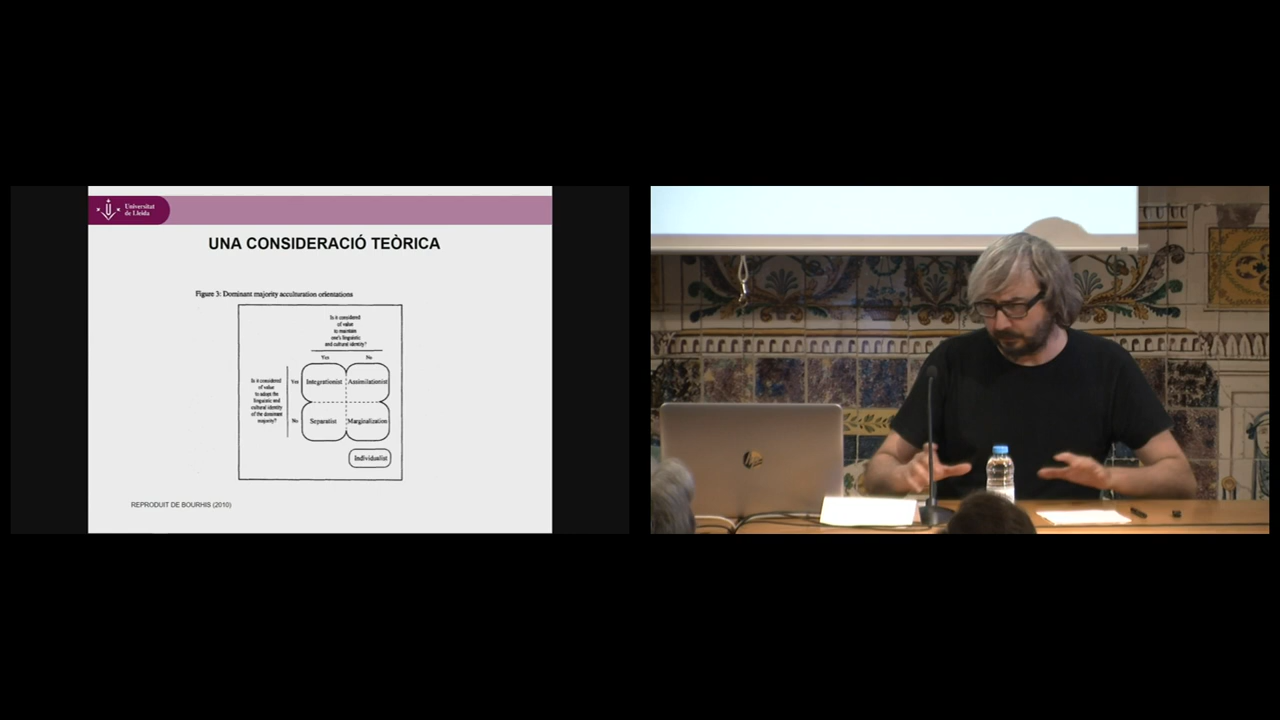 Universitat
de Lleida
UNA CONSIDERACIÓ TEÒRICA
Figure 3: Dominant majority acculturation orientations
Is it considered
of value
to maintain
one's linguistic
and cultural identity?
Yes No
Is it considered
of value
to adopt the
linguistic and
cultural identity
of the dominant
majority?
Yes
Integrationist
Assimilationist
No
Separatist
Marginalization
Individualist
REPRODUIT DE BOURHIS (2010)